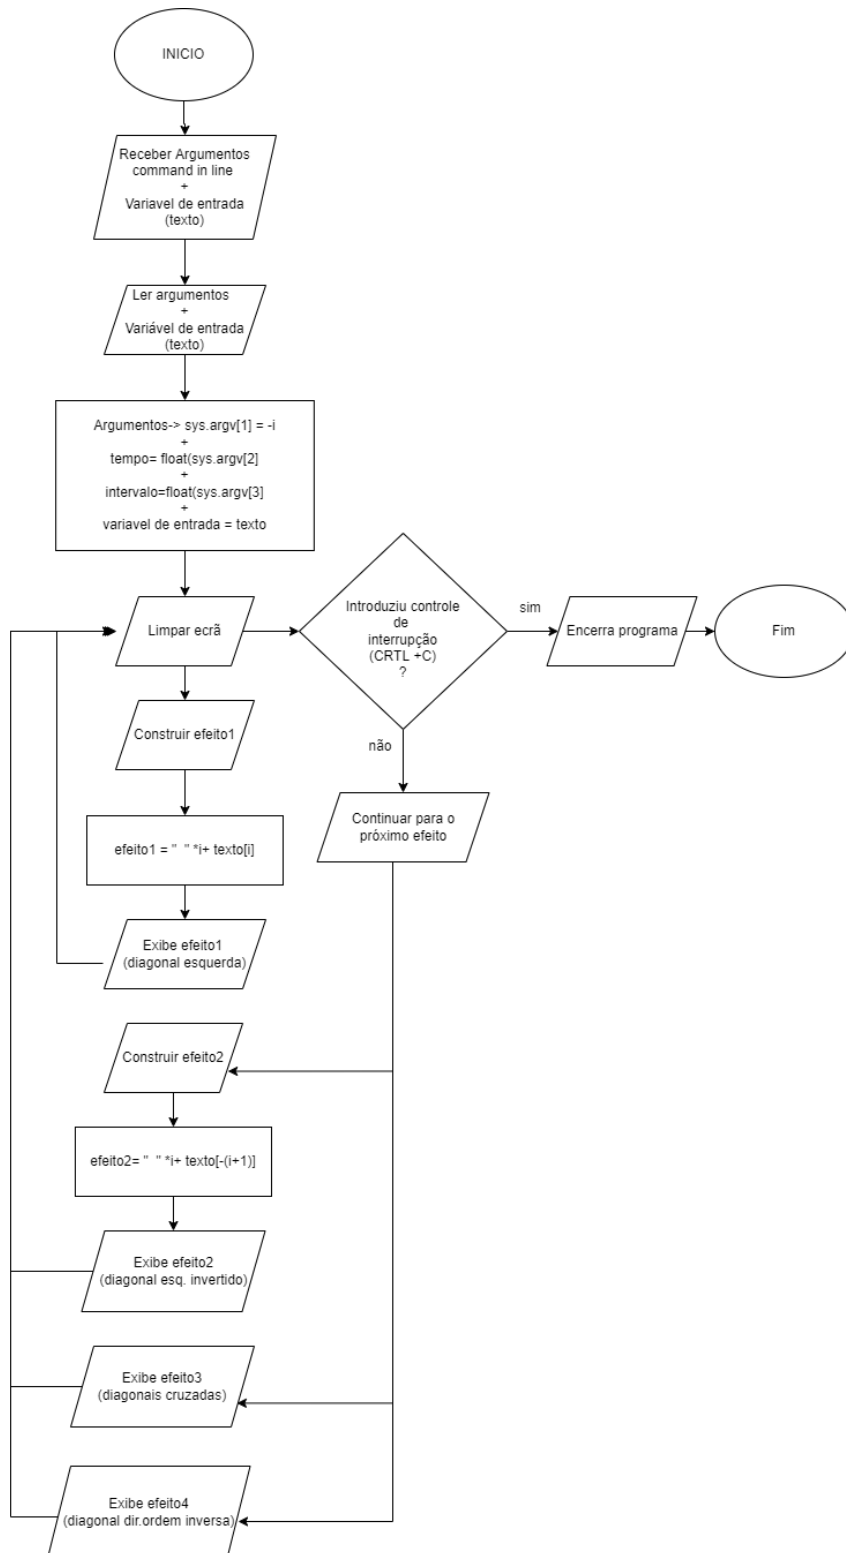 INICIO
Receber Argumentos
command in line
+
Variavel de entrada
(texto)
Ler argumentos
+
Variável de entrada
(texto)
Argumentos-> sys.argv[1] = -i
+
tempo= float(sys.argv[2]
+
intervalo=float(sys.argv[3]
+
variavel de entrada = texto
Limpar ecrã
Introduziu controle
de
interrupção
(CRTL +C)
?
sim
Encerra programa
Fim
não
Continuar para o
próximo efeito
Construir efeito1
efeito1 = "  " *i+ texto[i]
Exibe efeito1
(diagonal esquerda)
Construir efeito2
efeito2= "  " *i+ texto[-(i+1)]
Exibe efeito2
(diagonal esq. invertido)
Exibe efeito3
(diagonais cruzadas)
Exibe efeito4
(diagonal dir.ordem inversa)